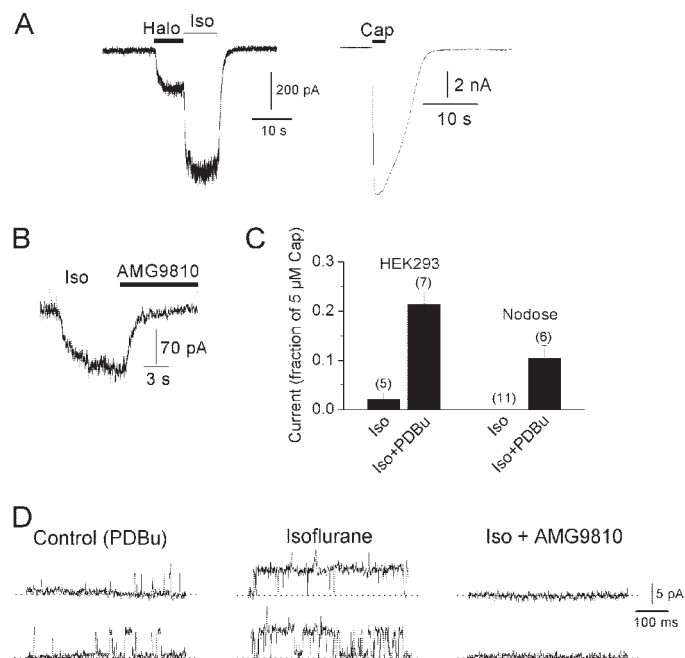 A
Halo
Iso
200 pA
10 s
Cap
2 nA
10 s
B
Iso
AMG9810
70 pA
3 s
C
Current (fraction of 5 µM Cap)
0.3
0.2
0.1
0.0
HEK293
(7)
(5)
Nodose
(6)
(11)
Iso
Iso+PDBu
Iso
Iso+PDBu
D
Control (PDBu)
Isoflurane
Iso + AMG9810
5 pA
100 ms